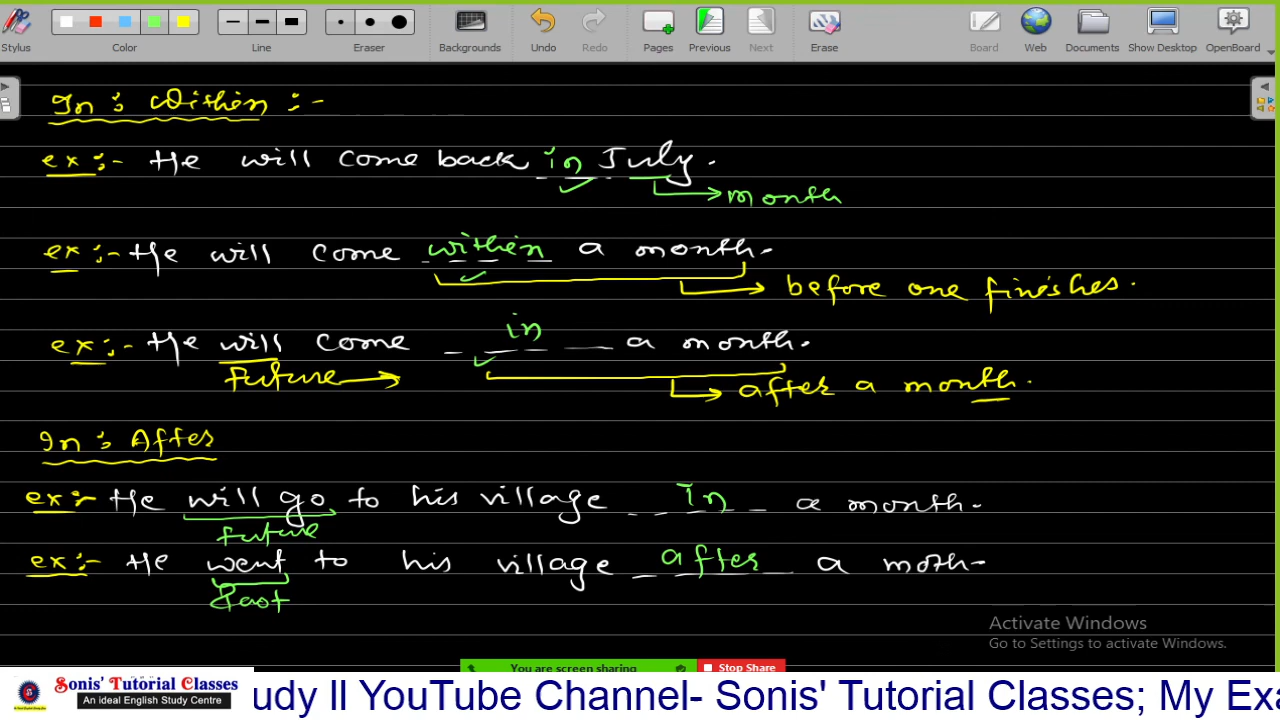 Stylus Color Line Eraser Backgrounds Undo Redo Pages Previous Next Erase Board Web Documents Show Desktop OpenBoard
In : Within :-
ex :- He will come back in July.
month
ex :- He will come within a month.
before one finishes.
ex :- He will come in a month.
Future
after a month.
In : After
ex :- He will go to his village in a month.
future
ex :- He went to his village after a moth.
Past
Activate Windows
Go to Settings to activate Windows.
You are screen sharing Stop Share
Sonis' Tutorial Classes
An ideal English Study Centre
udy II YouTube Channel- Sonis' Tutorial Classes; My Exa